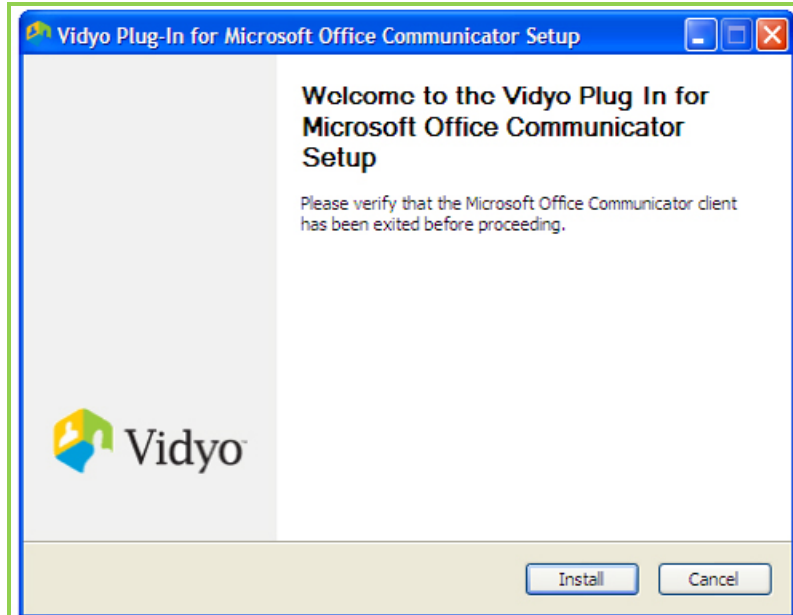 Vidyo Plug-In for Microsoft Office Communicator Setup
Welcome to the Vidyo Plug In for
Microsoft Office Communicator
Setup
Please verify that the Microsoft Office Communicator client
has been exited before proceeding.
Vidyo
Install
Cancel